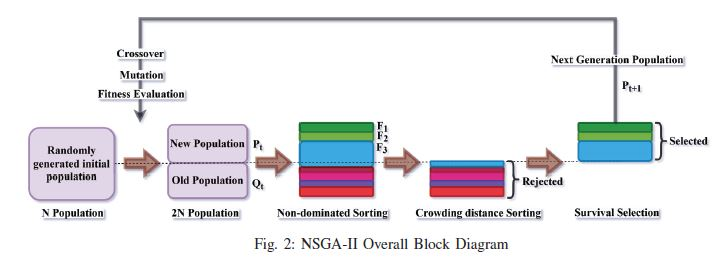 Crossover
Mutation
Fitness Evaluation
Next Generation Population
Pt+1
Randomly
generated initial
population
New Population
Pt
Old Population
Qt
F1
F2
F3
Rejected
Selected
N Population
2N Population
Non-dominated Sorting
Crowding distance Sorting
Survival Selection
Fig. 2: NSGA-II Overall Block Diagram